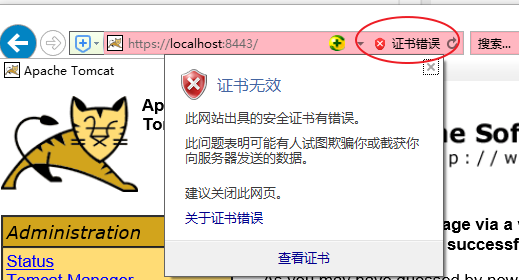 https://localhost:8443/
证书错误
搜索...
Apache Tomcat
证书无效
此网站出具的安全证书有错误。
此问题表明可能有人试图欺骗你或截获你
向服务器发送的数据。
建议关闭此网页。
关于证书错误
查看证书
Ap
Tom
e Sof
p : / / w
Administration
Status
Tomcat Manager
age via a v
successf
As you may have guessed by now